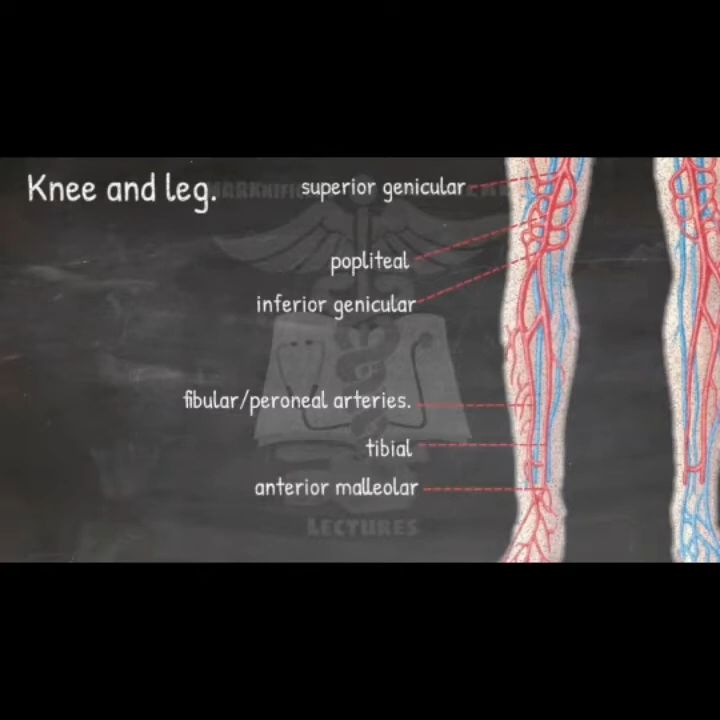 Knee and leg.
superior genicular
popliteal
inferior genicular
fibular/peroneal arteries.
tibial
anterior malleolar
LECTURES